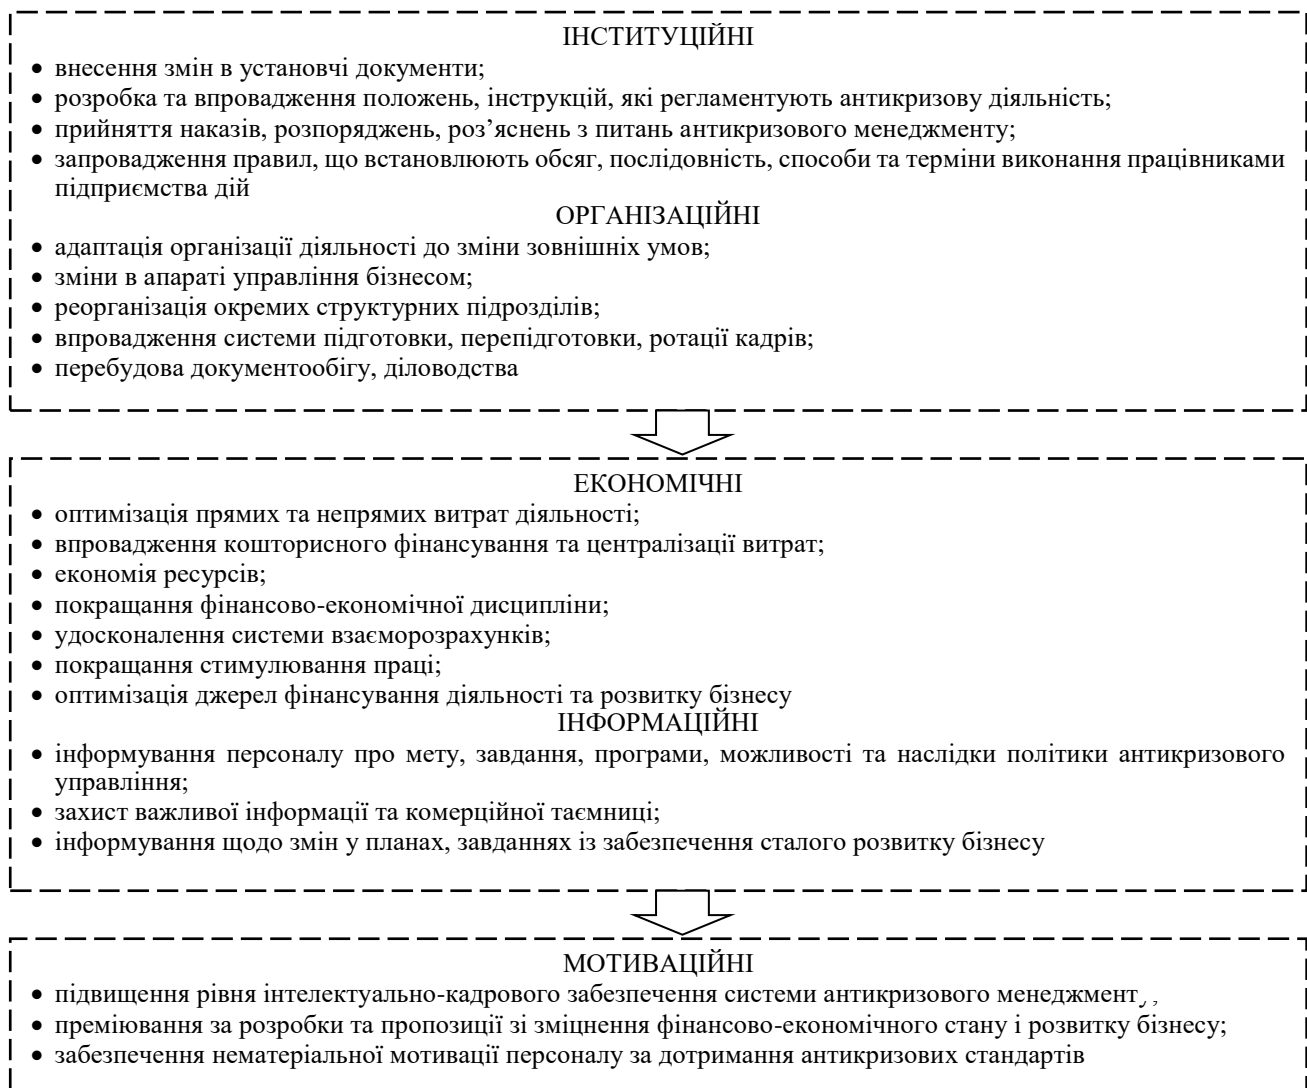 ІНСТИТУЦІЙНІ
• внесення змін в установчі документи;
• розробка та впровадження положень, інструкцій, які регламентують антикризову діяльність;
• прийняття наказів, розпоряджень, роз’яснень з питань антикризового менеджменту;
• запровадження правил, що встановлюють обсяг, послідовність, способи та терміни виконання працівниками
підприємства дій
ОРГАНІЗАЦІЙНІ
• адаптація організації діяльності до зміни зовнішніх умов;
• зміни в апараті управління бізнесом;
• реорганізація окремих структурних підрозділів;
• впровадження системи підготовки, перепідготовки, ротації кадрів;
• перебудова документообігу, діловодства
ЕКОНОМІЧНІ
• оптимізація прямих та непрямих витрат діяльності;
• впровадження кошторисного фінансування та централізації витрат;
• економія ресурсів;
• покращання фінансово-економічної дисципліни;
• удосконалення системи взаєморозрахунків;
• покращання стимулювання праці;
• оптимізація джерел фінансування діяльності та розвитку бізнесу
ІНФОРМАЦІЙНІ
• інформування персоналу про мету, завдання, програми, можливості та наслідки політики антикризового
управління;
• захист важливої інформації та комерційної таємниці;
• інформування щодо змін у планах, завданнях із забезпечення сталого розвитку бізнесу
МОТИВАЦІЙНІ
• підвищення рівня інтелектуально-кадрового забезпечення системи антикризового менеджменту;
• преміювання за розробки та пропозиції зі зміцнення фінансово-економічного стану і розвитку бізнесу;
• забезпечення нематеріальної мотивації персоналу за дотримання антикризових стандартів